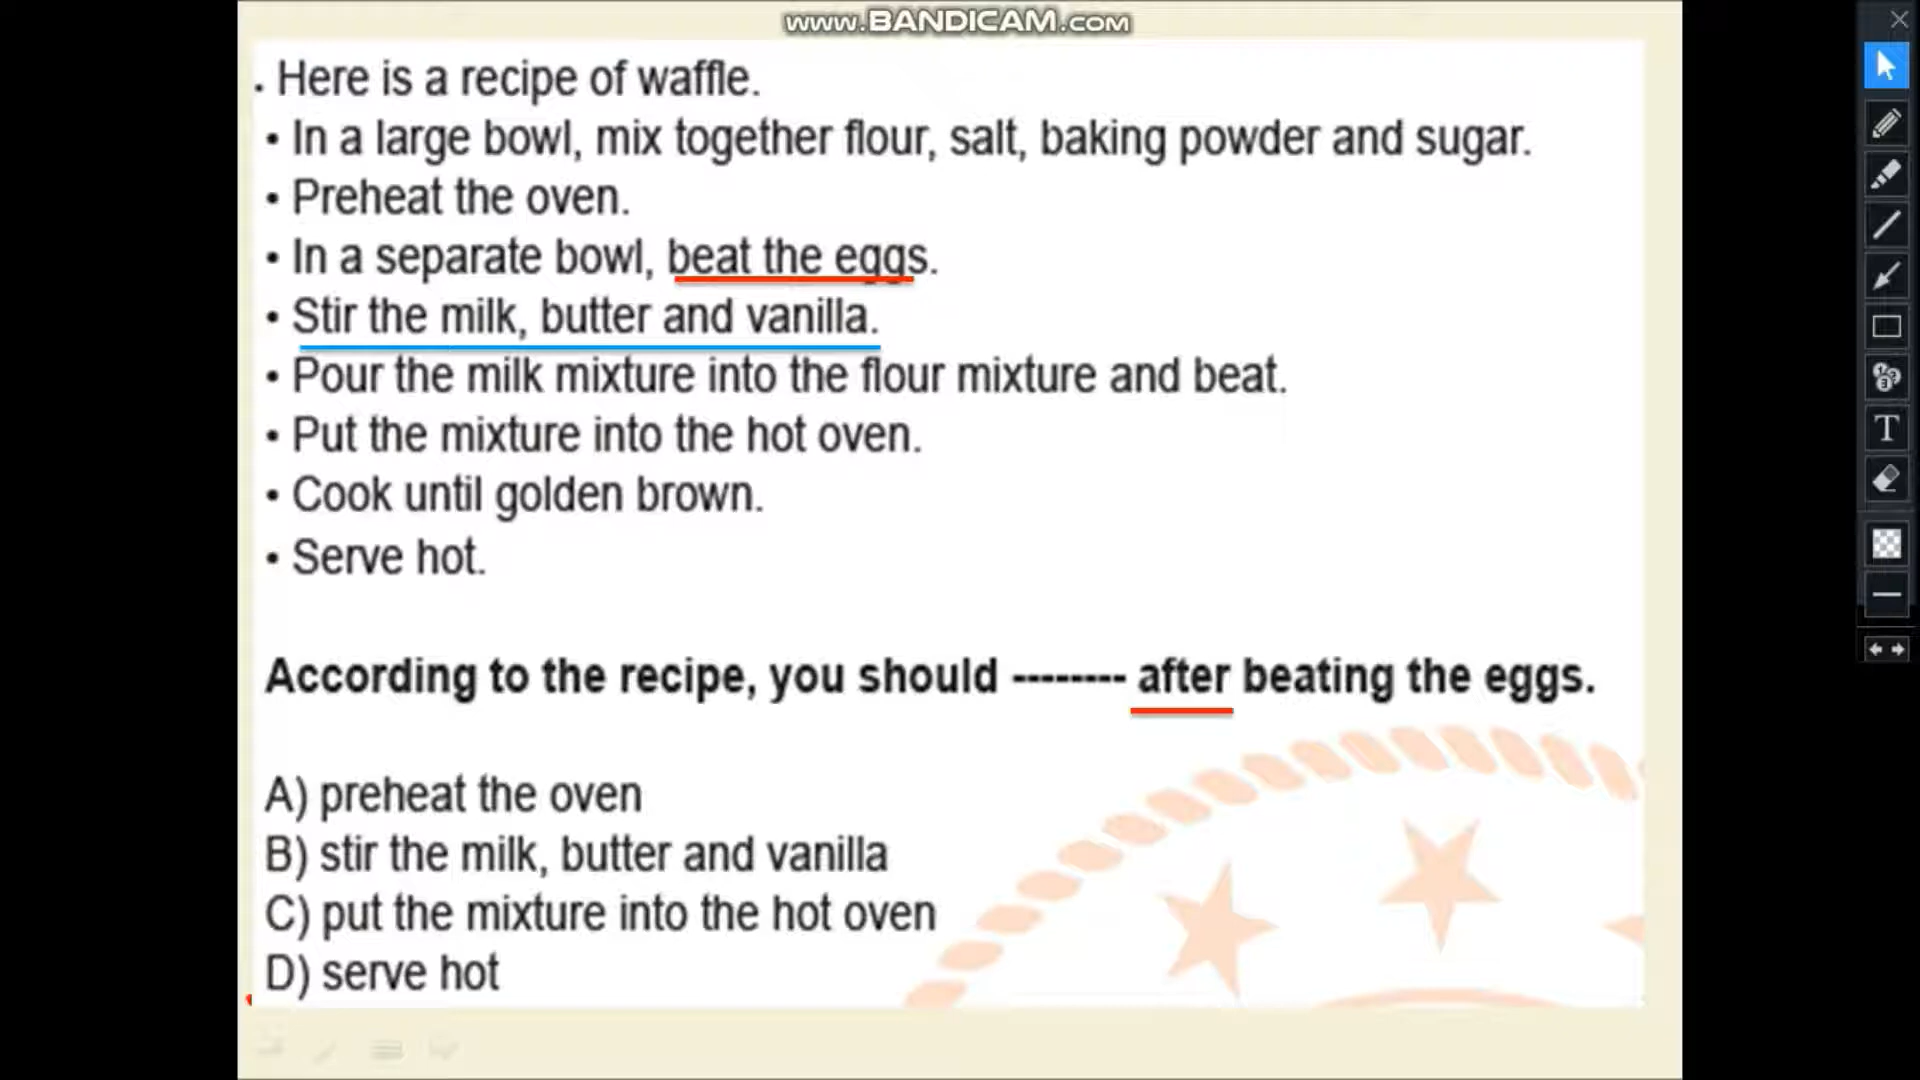 www.BANDICAM.com
. Here is a recipe of waffle.
• In a large bowl, mix together flour, salt, baking powder and sugar.
• Preheat the oven.
• In a separate bowl, beat the eggs.
• Stir the milk, butter and vanilla.
• Pour the milk mixture into the flour mixture and beat.
• Put the mixture into the hot oven.
• Cook until golden brown.
• Serve hot.
According to the recipe, you should -------- after beating the eggs.
A) preheat the oven
B) stir the milk, butter and vanilla
C) put the mixture into the hot oven
D) serve hot